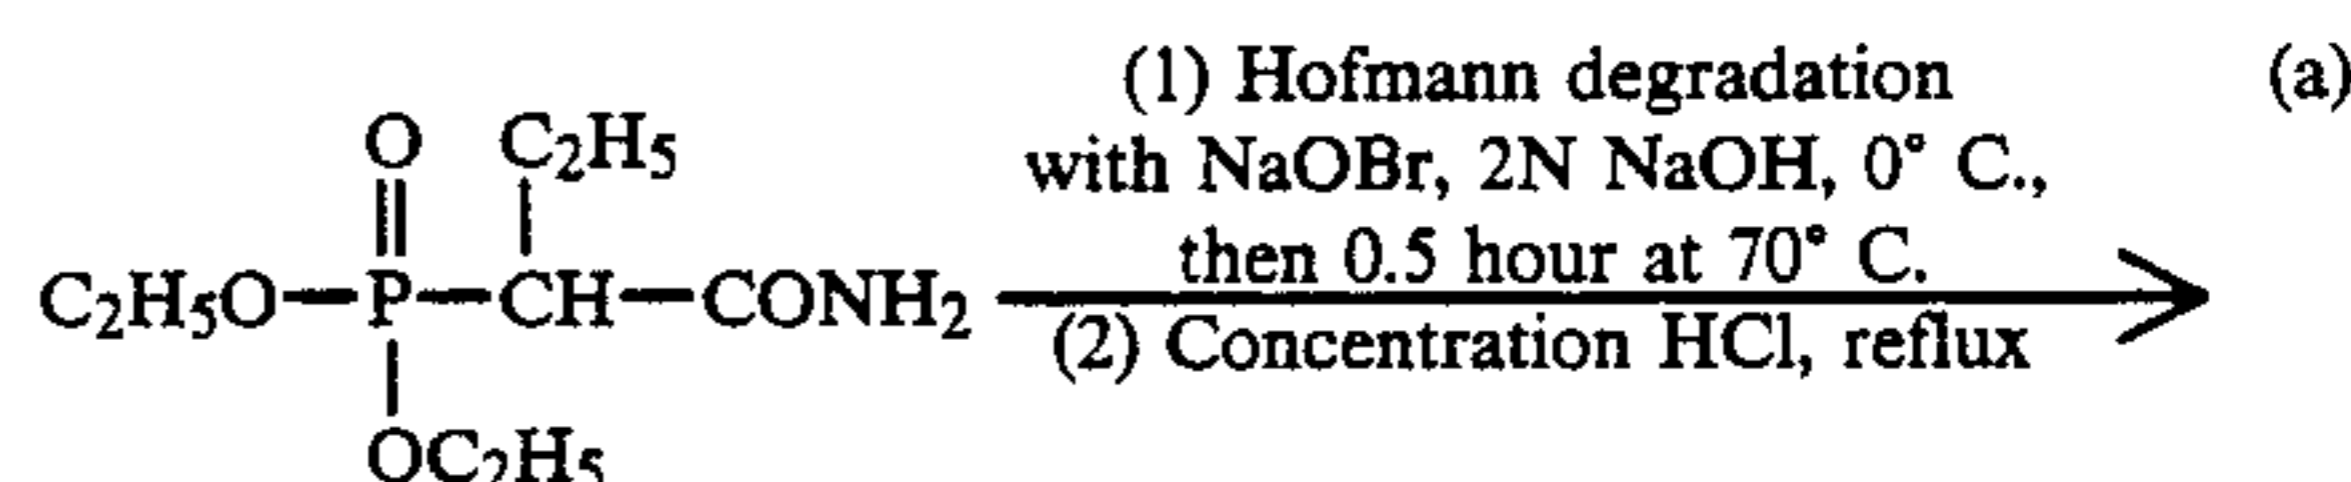 (1) Hofmann degradation (a)
with NaOBr, 2N NaOH, 0° C.,
then 0.5 hour at 70° C.
(2) Concentration HCl, reflux
O C₂H₅
C₂H₅O—P—CH—CONH₂
OC₂H₅